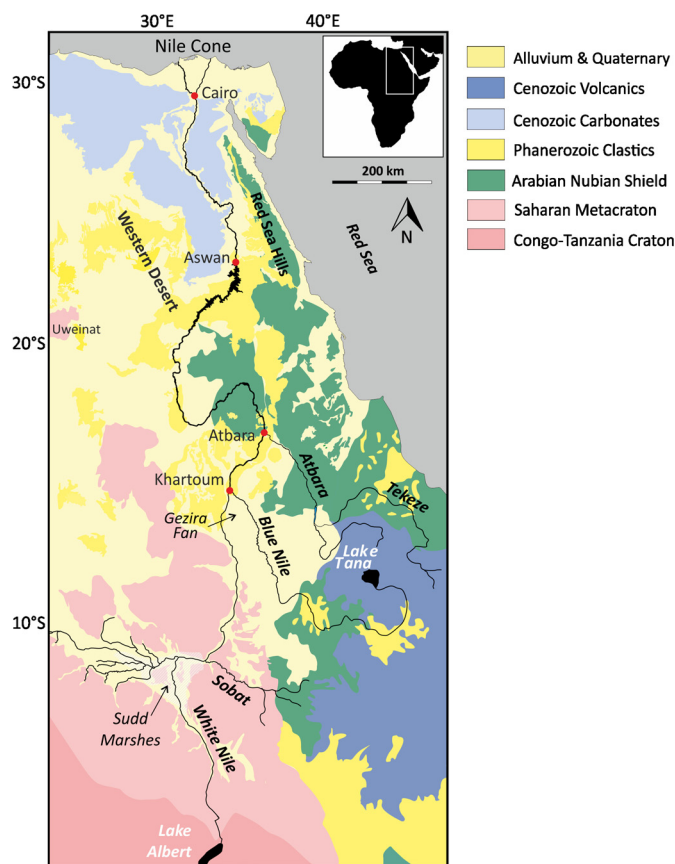 30°E
40°E
Nile Cone
30°S
Cairo
200 km
N
Red Sea Hills
Red Sea
Western Desert
Aswan
20°S
Uweinat
Atbara
Atbara
Khartoum
Tekeze
Gezira
Fan
Blue Nile
Lake
Tana
10°S
Sobat
Sudd
Marshes
White Nile
Lake
Albert
Alluvium & Quaternary
Cenozoic Volcanics
Cenozoic Carbonates
Phanerozoic Clastics
Arabian Nubian Shield
Saharan Metacraton
Congo-Tanzania Craton